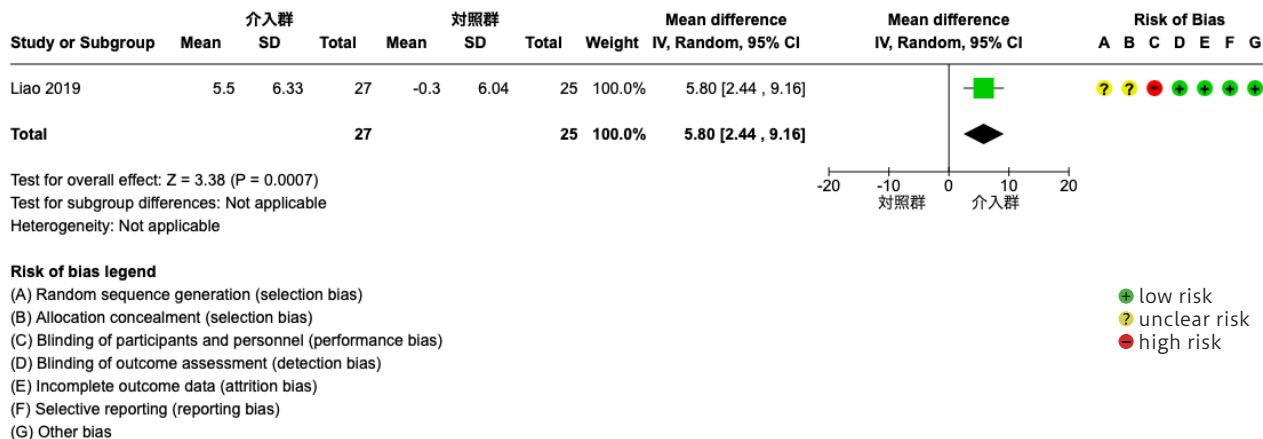 介入群 対照群 Mean difference Mean difference Risk of Bias
Study or Subgroup Mean SD Total Mean SD Total Weight IV, Random, 95% CI IV, Random, 95% CI A B C D E F G
Liao 2019 5.5 6.33 27 -0.3 6.04 25 100.0% 5.80 [2.44 , 9.16] ? ? − + + + +
Total 27 25 100.0% 5.80 [2.44 , 9.16]
Test for overall effect: Z = 3.38 (P = 0.0007)
Test for subgroup differences: Not applicable
Heterogeneity: Not applicable
-20 -10 0 10 20
対照群 介入群
Risk of bias legend
(A) Random sequence generation (selection bias)
(B) Allocation concealment (selection bias)
(C) Blinding of participants and personnel (performance bias)
(D) Blinding of outcome assessment (detection bias)
(E) Incomplete outcome data (attrition bias)
(F) Selective reporting (reporting bias)
(G) Other bias
+ low risk
? unclear risk
− high risk